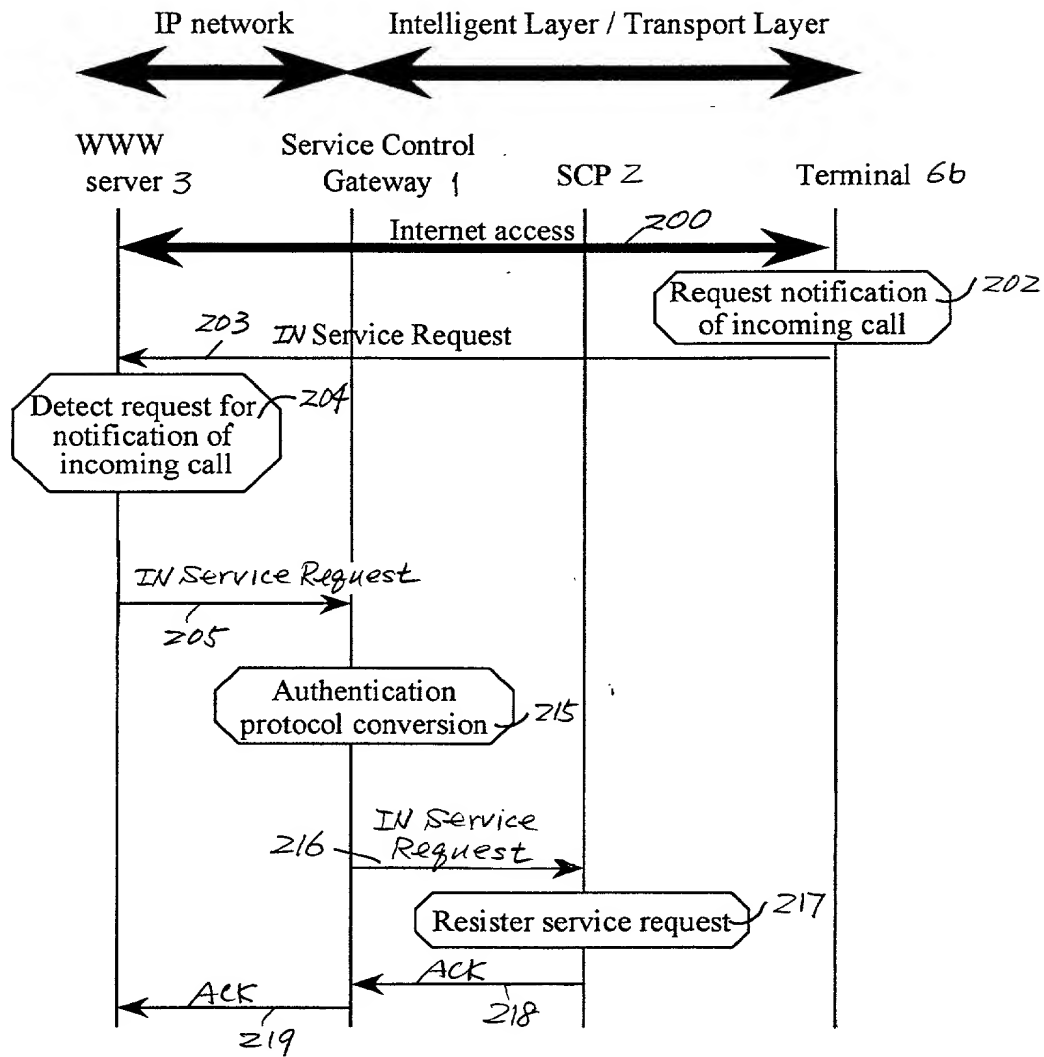 IP network
Intelligent Layer / Transport Layer
WWW
server 3
Service Control
Gateway 1
SCP 2
Terminal 6b
Internet access
200
Request notification
of incoming call
202
203
IN Service Request
Detect request for
notification of
incoming call
204
IN Service Request
205
Authentication
protocol conversion
215
IN Service
Request
216
Resister service request
217
ACK
218
ACK
219